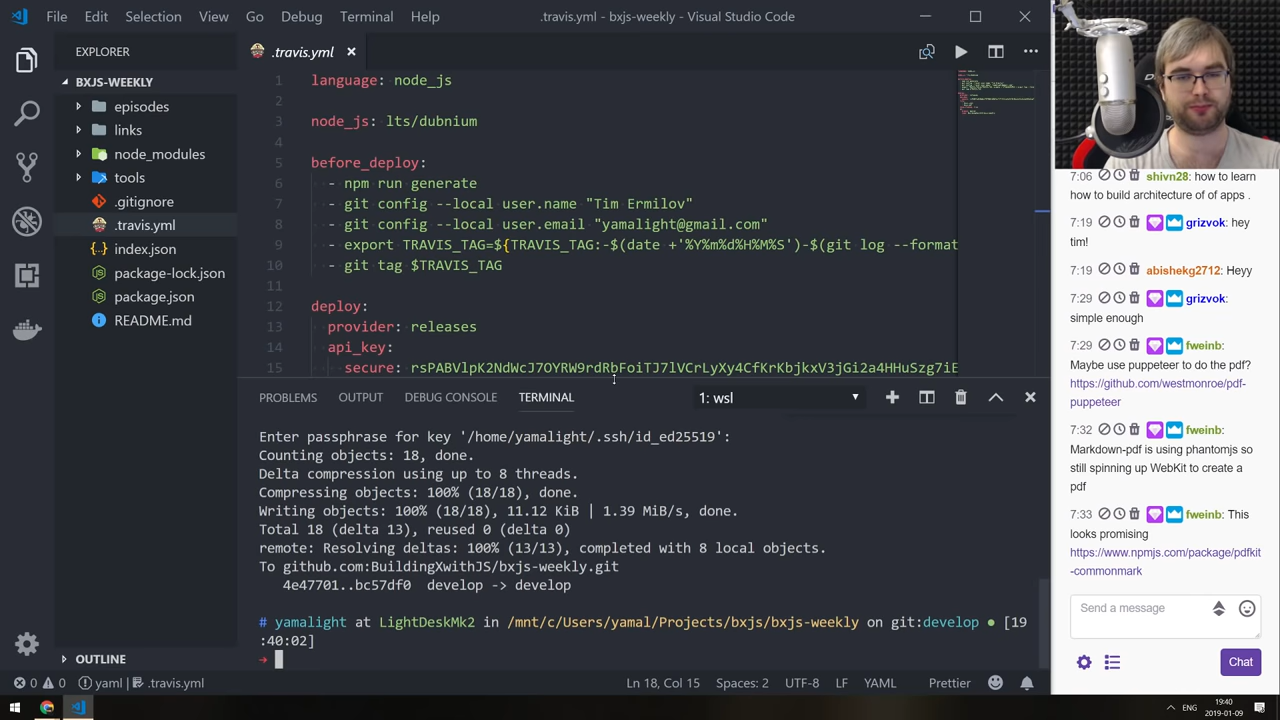 File Edit Selection View Go Debug Terminal Help
.travis.yml - bxjs-weekly - Visual Studio Code
EXPLORER
BXJS-WEEKLY
episodes
links
node_modules
tools
.gitignore
.travis.yml
index.json
package-lock.json
package.json
README.md
OUTLINE
.travis.yml
1 language: node_js
2
3 node_js: lts/dubnium
4
5 before_deploy:
6 - npm run generate
7 - git config --local user.name "Tim Ermilov"
8 - git config --local user.email "yamalight@gmail.com"
9 - export TRAVIS_TAG=${TRAVIS_TAG:-$(date +'%Y%m%d%H%M%S')-$(git log --format
10 - git tag $TRAVIS_TAG
11
12 deploy:
13 provider: releases
14 api_key:
15 secure: rsPABVlpK2NdWcJ7OYRW9rdRbFoiTJ7lVCrLyXy4CfKrKbjkxV3jGi2a4HHuSzg7iE
PROBLEMS OUTPUT DEBUG CONSOLE TERMINAL
1: wsl
Enter passphrase for key '/home/yamalight/.ssh/id_ed25519':
Counting objects: 18, done.
Delta compression using up to 8 threads.
Compressing objects: 100% (18/18), done.
Writing objects: 100% (18/18), 11.12 KiB | 1.39 MiB/s, done.
Total 18 (delta 13), reused 0 (delta 0)
remote: Resolving deltas: 100% (13/13), completed with 8 local objects.
To github.com:BuildingXwithJS/bxjs-weekly.git
4e47701..bc57df0 develop -> develop
# yamalight at LightDeskMk2 in /mnt/c/Users/yamal/Projects/bxjs/bxjs-weekly on git:develop ● [19
:40:02]
0 0 yaml | .travis.yml
Ln 18, Col 15 Spaces: 2 UTF-8 LF YAML Prettier
7:06 shivn28: how to learn
how to build architecture of of apps .
7:19 grizvok: hey
tim!
7:19 abishekg2712: Heyy
7:29 grizvok:
simple enough
7:29 fweinb:
Maybe use puppeteer to do the pdf?
https://github.com/westmonroe/pdf-
puppeteer
7:32 fweinb:
Markdown-pdf is using phantomjs so
still spinning up WebKit to create a
pdf
7:33 fweinb: This
looks promising
https://www.npmjs.com/package/pdfkit
-commonmark
Send a message
Chat
ENG
19:40
2019-01-09